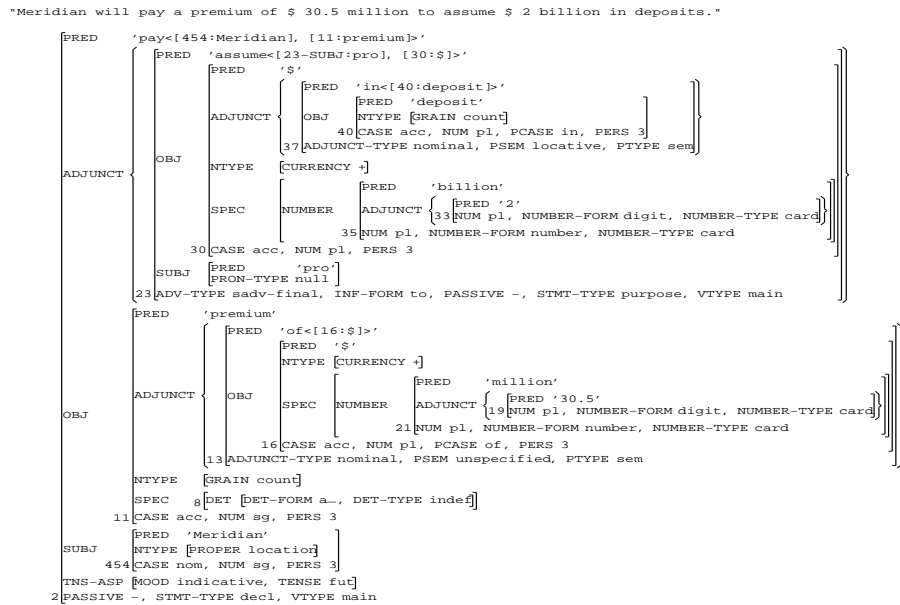 "Meridian will pay a premium of $ 30.5 million to assume $ 2 billion in deposits."
PRED 'pay<[454:Meridian], [11:premium]>'
PRED 'assume<[23-SUBJ:pro], [30:$]>'
PRED '$'
PRED 'in<[40:deposit]>'
PRED 'deposit'
ADJUNCT OBJ NTYPE GRAIN count
40 CASE acc, NUM pl, PCASE in, PERS 3
37 ADJUNCT-TYPE nominal, PSEM locative, PTYPE sem
OBJ
NTYPE CURRENCY +
ADJUNCT
PRED 'billion'
PRED '2'
SPEC NUMBER ADJUNCT
33 NUM pl, NUMBER-FORM digit, NUMBER-TYPE card
35 NUM pl, NUMBER-FORM number, NUMBER-TYPE card
30 CASE acc, NUM pl, PERS 3
PRED 'pro'
SUBJ
PRON-TYPE null
23 ADV-TYPE sadv-final, INF-FORM to, PASSIVE -, STMT-TYPE purpose, VTYPE main
PRED 'premium'
PRED 'of<[16:$]>'
PRED '$'
NTYPE CURRENCY +
PRED 'million'
ADJUNCT OBJ
PRED '30.5'
SPEC NUMBER ADJUNCT
19 NUM pl, NUMBER-FORM digit, NUMBER-TYPE card
OBJ
21 NUM pl, NUMBER-FORM number, NUMBER-TYPE card
16 CASE acc, NUM pl, PCASE of, PERS 3
13 ADJUNCT-TYPE nominal, PSEM unspecified, PTYPE sem
NTYPE GRAIN count
SPEC 8 DET DET-FORM a_, DET-TYPE indef
11 CASE acc, NUM sg, PERS 3
PRED 'Meridian'
SUBJ NTYPE PROPER location
454 CASE nom, NUM sg, PERS 3
TNS-ASP MOOD indicative, TENSE fut
2 PASSIVE -, STMT-TYPE decl, VTYPE main